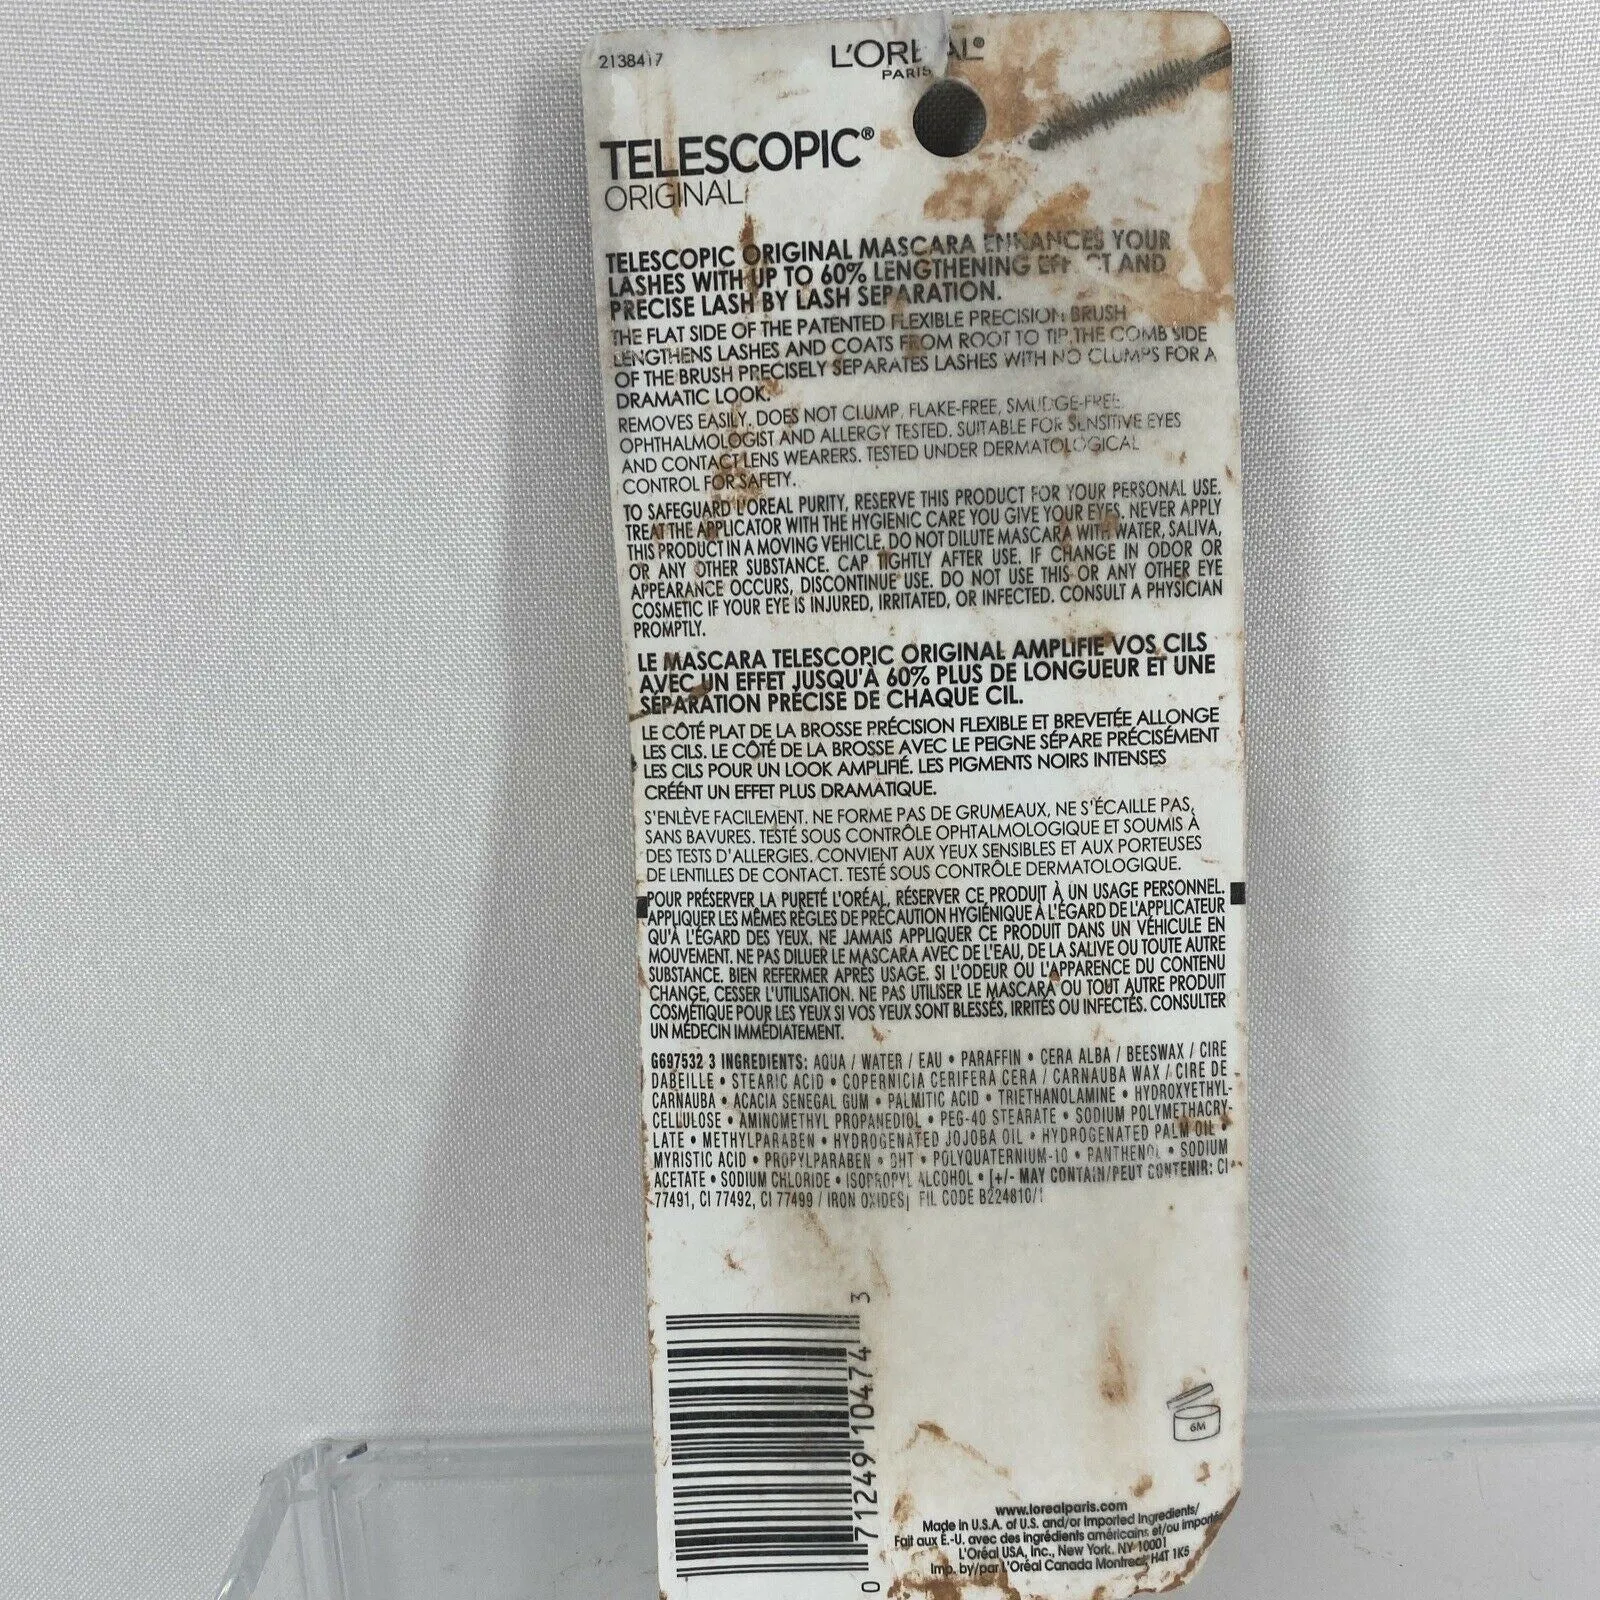 2138417
L'ORÉAL®
PARIS
TELESCOPIC®
ORIGINAL
TELESCOPIC ORIGINAL MASCARA ENHANCES YOUR
LASHES WITH UP TO 60% LENGTHENING EFFECT AND
PRECISE LASH BY LASH SEPARATION.
THE FLAT SIDE OF THE PATENTED FLEXIBLE PRECISION BRUSH
LENGTHENS LASHES AND COATS FROM ROOT TO TIP. THE COMB SIDE
OF THE BRUSH PRECISELY SEPARATES LASHES WITH NO CLUMPS FOR A
DRAMATIC LOOK.
REMOVES EASILY. DOES NOT CLUMP, FLAKE-FREE, SMUDGE-FREE.
OPHTHALMOLOGIST AND ALLERGY TESTED. SUITABLE FOR SENSITIVE EYES
AND CONTACT LENS WEARERS. TESTED UNDER DERMATOLOGICAL
CONTROL FOR SAFETY.
TO SAFEGUARD L'OREAL PURITY, RESERVE THIS PRODUCT FOR YOUR PERSONAL USE.
TREAT THE APPLICATOR WITH THE HYGIENIC CARE YOU GIVE YOUR EYES. NEVER APPLY
THIS PRODUCT IN A MOVING VEHICLE. DO NOT DILUTE MASCARA WITH WATER, SALIVA,
OR ANY OTHER SUBSTANCE. CAP TIGHTLY AFTER USE. IF CHANGE IN ODOR OR
APPEARANCE OCCURS, DISCONTINUE USE. DO NOT USE THIS OR ANY OTHER EYE
COSMETIC IF YOUR EYE IS INJURED, IRRITATED, OR INFECTED. CONSULT A PHYSICIAN
PROMPTLY.
LE MASCARA TELESCOPIC ORIGINAL AMPLIFIE VOS CILS
AVEC UN EFFET JUSQU'À 60% PLUS DE LONGUEUR ET UNE
SÉPARATION PRÉCISE DE CHAQUE CIL.
LE CÔTÉ PLAT DE LA BROSSE PRÉCISION FLEXIBLE ET BREVETÉE ALLONGE
LES CILS. LE CÔTÉ DE LA BROSSE AVEC LE PEIGNE SÉPARE PRÉCISÉMENT
LES CILS POUR UN LOOK AMPLIFIÉ. LES PIGMENTS NOIRS INTENSES
CRÉÉNT UN EFFET PLUS DRAMATIQUE.
S'ENLÈVE FACILEMENT. NE FORME PAS DE GRUMEAUX, NE S'ÉCAILLE PAS,
SANS BAVURES. TESTÉ SOUS CONTRÔLE OPHTALMOLOGIQUE ET SOUMIS À
DES TESTS D'ALLERGIES. CONVIENT AUX YEUX SENSIBLES ET AUX PORTEUSES
DE LENTILLES DE CONTACT. TESTÉ SOUS CONTRÔLE DERMATOLOGIQUE.
POUR PRÉSERVER LA PURETÉ L'ORÉAL, RÉSERVER CE PRODUIT À UN USAGE PERSONNEL.
APPLIQUER LES MÊMES RÈGLES DE PRÉCAUTION HYGIÉNIQUE À L'ÉGARD DE L'APPLICATEUR
QU'À L'ÉGARD DES YEUX. NE JAMAIS APPLIQUER CE PRODUIT DANS UN VÉHICULE EN
MOUVEMENT. NE PAS DILUER LE MASCARA AVEC DE L'EAU, DE LA SALIVE OU TOUTE AUTRE
SUBSTANCE. BIEN REFERMER APRÈS USAGE. SI L'ODEUR OU L'APPARENCE DU CONTENU
CHANGE, CESSER L'UTILISATION. NE PAS UTILISER LE MASCARA OU TOUT AUTRE PRODUIT
COSMÉTIQUE POUR LES YEUX SI VOS YEUX SONT BLESSÉS, IRRITÉS OU INFECTÉS. CONSULTER
UN MÉDECIN IMMÉDIATEMENT.
G697532 3 INGREDIENTS: AQUA / WATER / EAU • PARAFFIN • CERA ALBA / BEESWAX / CIRE
DABEILLE • STEARIC ACID • COPERNICIA CERIFERA CERA / CARNAUBA WAX / CIRE DE
CARNAUBA • ACACIA SENEGAL GUM • PALMITIC ACID • TRIETHANOLAMINE • HYDROXYETHYL-
CELLULOSE • AMINOMETHYL PROPANEDIOL • PEG-40 STEARATE • SODIUM POLYMETHACRY-
LATE • METHYLPARABEN • HYDROGENATED JOJOBA OIL • HYDROGENATED PALM OIL •
MYRISTIC ACID • PROPYLPARABEN • BHT • POLYQUATERNIUM-10 • PANTHENOL • SODIUM
ACETATE • SODIUM CHLORIDE • ISOPROPYL ALCOHOL • [+/- MAY CONTAIN/PEUT CONTENIR: CI
77491, CI 77492, CI 77499 / IRON OXIDES] FIL CODE B224810/1
0 71249 10474 3
6M
www.lorealparis.com
Made in U.S.A. of U.S. and/or imported ingredients/
Fait aux É.-U. avec des ingrédients américains et/ou importés
L'Oréal USA, Inc., New York, NY 10001
Imp. by/par L'Oréal Canada Montreal, H4T 1K5